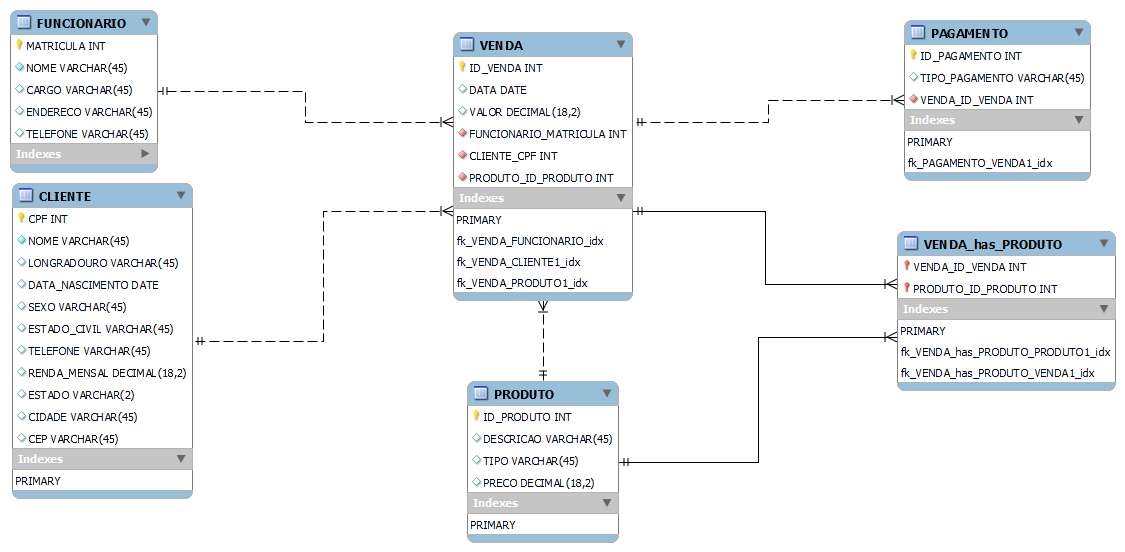 FUNCIONARIO
MATRICULA INT
NOME VARCHAR(45)
CARGO VARCHAR(45)
ENDERECO VARCHAR(45)
TELEFONE VARCHAR(45)
Indexes
CLIENTE
CPF INT
NOME VARCHAR(45)
LONGRADOURO VARCHAR(45)
DATA_NASCIMENTO DATE
SEXO VARCHAR(45)
ESTADO_CIVIL VARCHAR(45)
TELEFONE VARCHAR(45)
RENDA_MENSAL DECIMAL(18,2)
ESTADO VARCHAR(2)
CIDADE VARCHAR(45)
CEP VARCHAR(45)
Indexes
PRIMARY
VENDA
ID_VENDA INT
DATA DATE
VALOR DECIMAL(18,2)
FUNCIONARIO_MATRICULA INT
CLIENTE_CPF INT
PRODUTO_ID_PRODUTO INT
Indexes
PRIMARY
fk_VENDA_FUNCIONARIO_idx
fk_VENDA_CLIENTE1_idx
fk_VENDA_PRODUTO1_idx
PRODUTO
ID_PRODUTO INT
DESCRICAO VARCHAR(45)
TIPO VARCHAR(45)
PRECO DECIMAL(18,2)
Indexes
PRIMARY
PAGAMENTO
ID_PAGAMENTO INT
TIPO_PAGAMENTO VARCHAR(45)
VENDA_ID_VENDA INT
Indexes
PRIMARY
fk_PAGAMENTO_VENDA1_idx
VENDA_has_PRODUTO
VENDA_ID_VENDA INT
PRODUTO_ID_PRODUTO INT
Indexes
PRIMARY
fk_VENDA_has_PRODUTO_PRODUTO1_idx
fk_VENDA_has_PRODUTO_VENDA1_idx